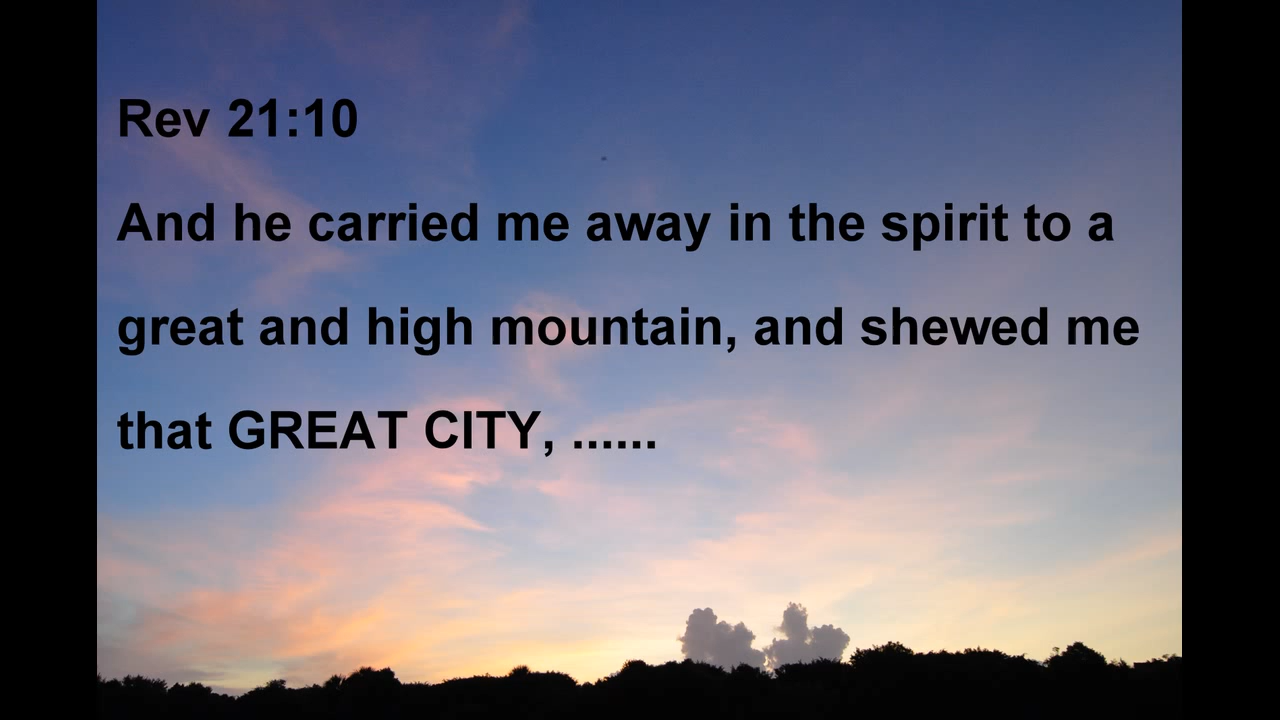 Rev 21:10
And he carried me away in the spirit to a
great and high mountain, and shewed me
that GREAT CITY, ......